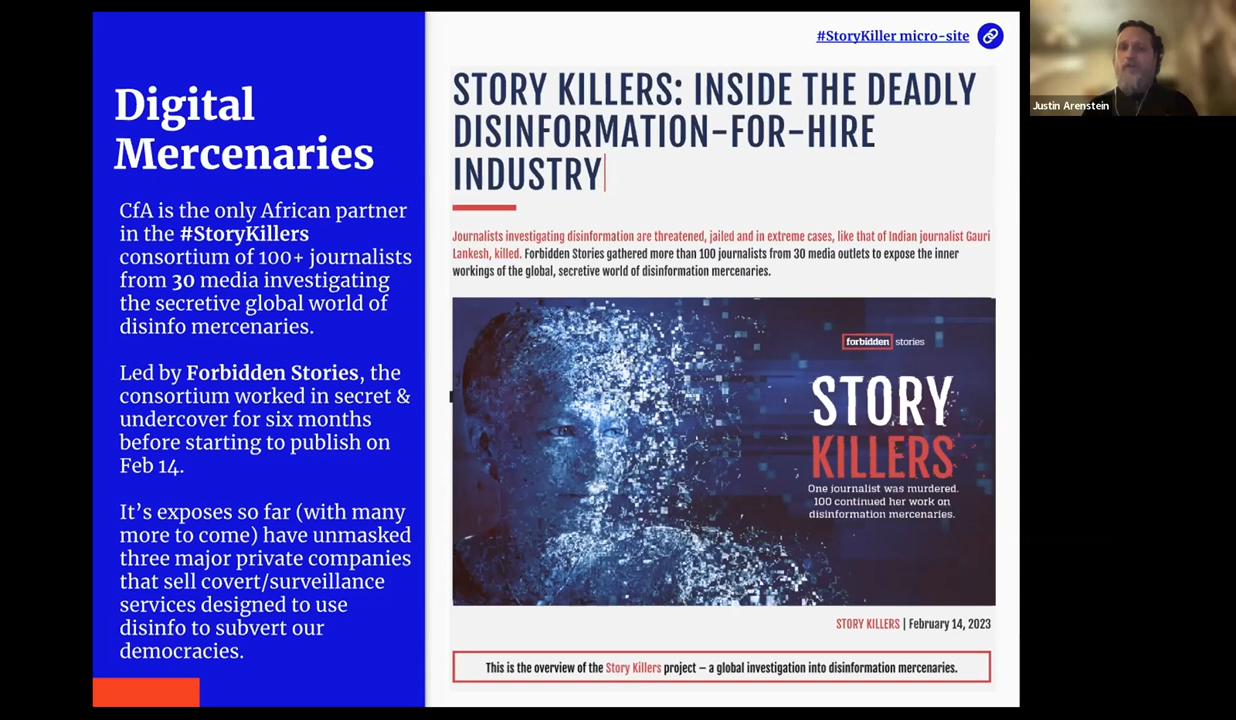 Digital
Mercenaries
CfA is the only African partner
in the #StoryKillers
consortium of 100+ journalists
from 30 media investigating
the secretive global world of
disinfo mercenaries.
Led by Forbidden Stories, the
consortium worked in secret &
undercover for six months
before starting to publish on
Feb 14.
It’s exposes so far (with many
more to come) have unmasked
three major private companies
that sell covert/surveillance
services designed to use
disinfo to subvert our
democracies.
#StoryKiller micro-site
STORY KILLERS: INSIDE THE DEADLY
DISINFORMATION-FOR-HIRE
INDUSTRY
Journalists investigating disinformation are threatened, jailed and in extreme cases, like that of Indian journalist Gauri
Lankesh, killed. Forbidden Stories gathered more than 100 journalists from 30 media outlets to expose the inner
workings of the global, secretive world of disinformation mercenaries.
forbidden stories
STORY
KILLERS
One journalist was murdered.
100 continued her work on
disinformation mercenaries.
STORY KILLERS | February 14, 2023
This is the overview of the Story Killers project – a global investigation into disinformation mercenaries.
Justin Arenstein